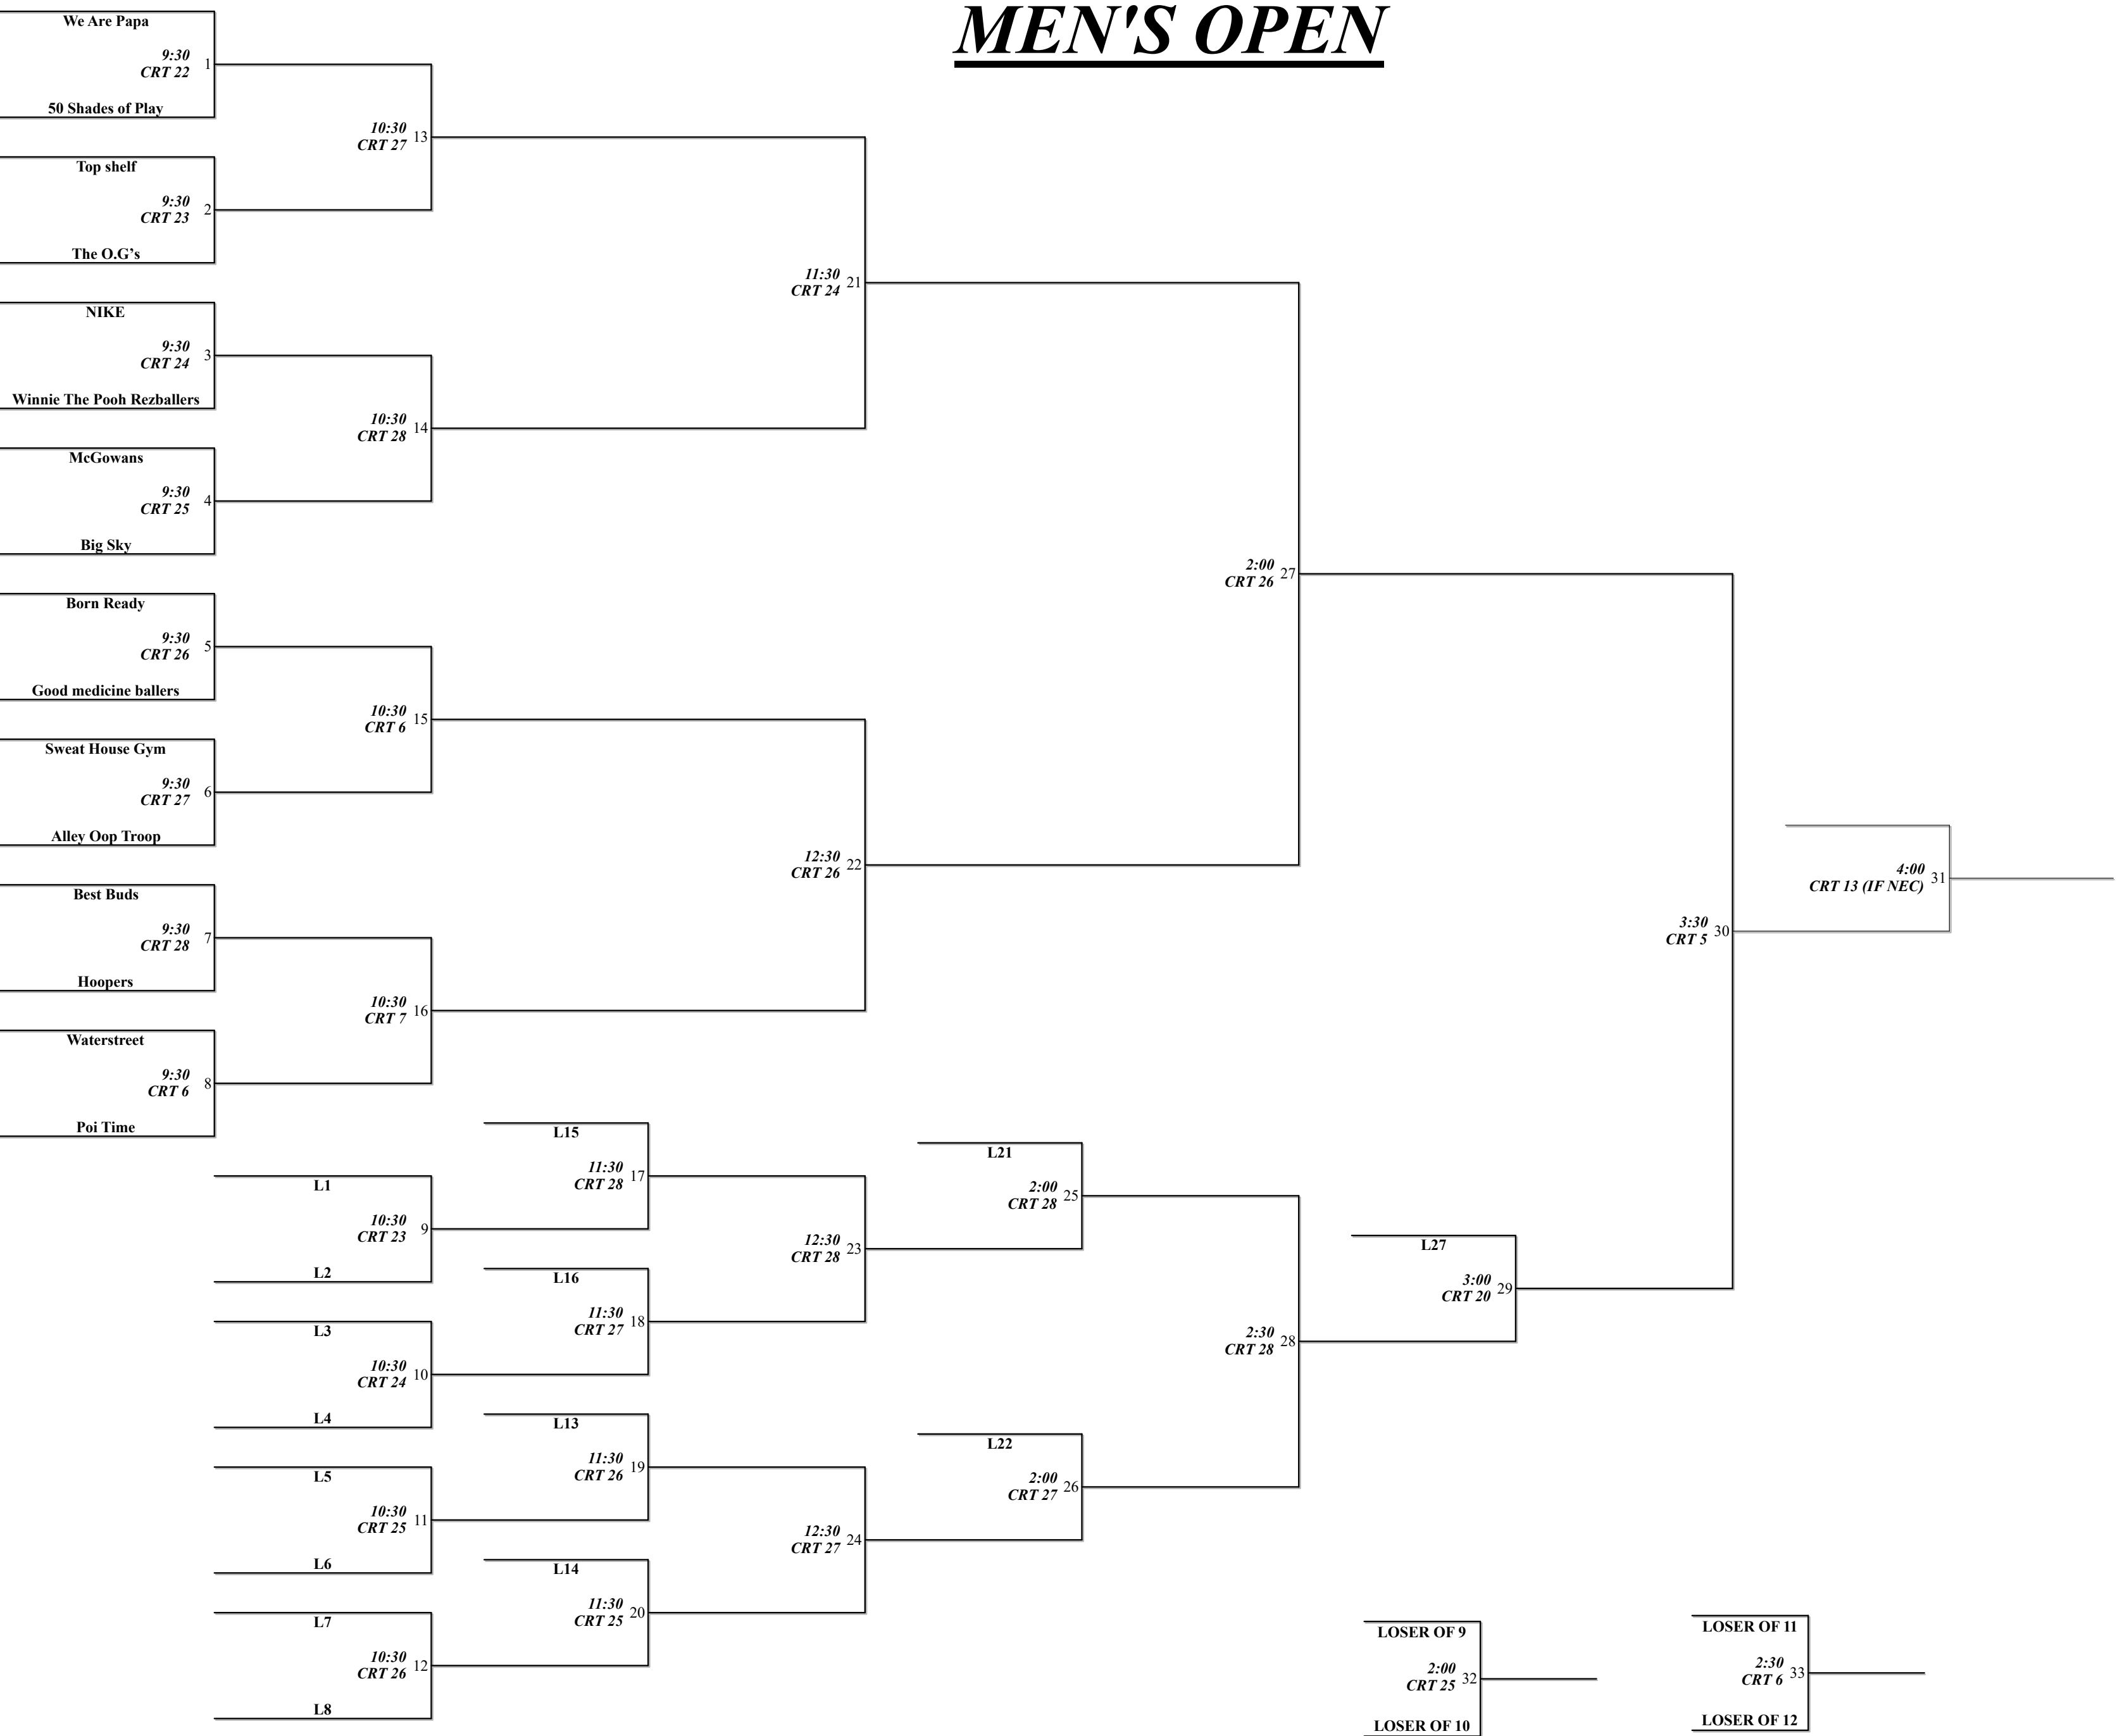 MEN'S OPEN
We Are Papa
9:30
CRT 22 1
50 Shades of Play
Top shelf
9:30
CRT 23 2
The O.G’s
NIKE
9:30
CRT 24 3
Winnie The Pooh Rezballers
McGowans
9:30
CRT 25 4
Big Sky
Born Ready
9:30
CRT 26 5
Good medicine ballers
Sweat House Gym
9:30
CRT 27 6
Alley Oop Troop
Best Buds
9:30
CRT 28 7
Hoopers
Waterstreet
9:30
CRT 6 8
Poi Time
10:30
CRT 27 13
10:30
CRT 28 14
10:30
CRT 6 15
10:30
CRT 7 16
11:30
CRT 24 21
12:30
CRT 26 22
2:00
CRT 26 27
3:30
CRT 5 30
4:00
CRT 13 (IF NEC) 31
L1
10:30
CRT 23 9
L2
L3
10:30
CRT 24 10
L4
L5
10:30
CRT 25 11
L6
L7
10:30
CRT 26 12
L8
L15
11:30
CRT 28 17
L16
11:30
CRT 27 18
L13
11:30
CRT 26 19
L14
11:30
CRT 25 20
12:30
CRT 28 23
12:30
CRT 27 24
L21
2:00
CRT 28 25
L22
2:00
CRT 27 26
2:30
CRT 28 28
L27
3:00
CRT 20 29
LOSER OF 9
2:00
CRT 25 32
LOSER OF 10
LOSER OF 11
2:30
CRT 6 33
LOSER OF 12